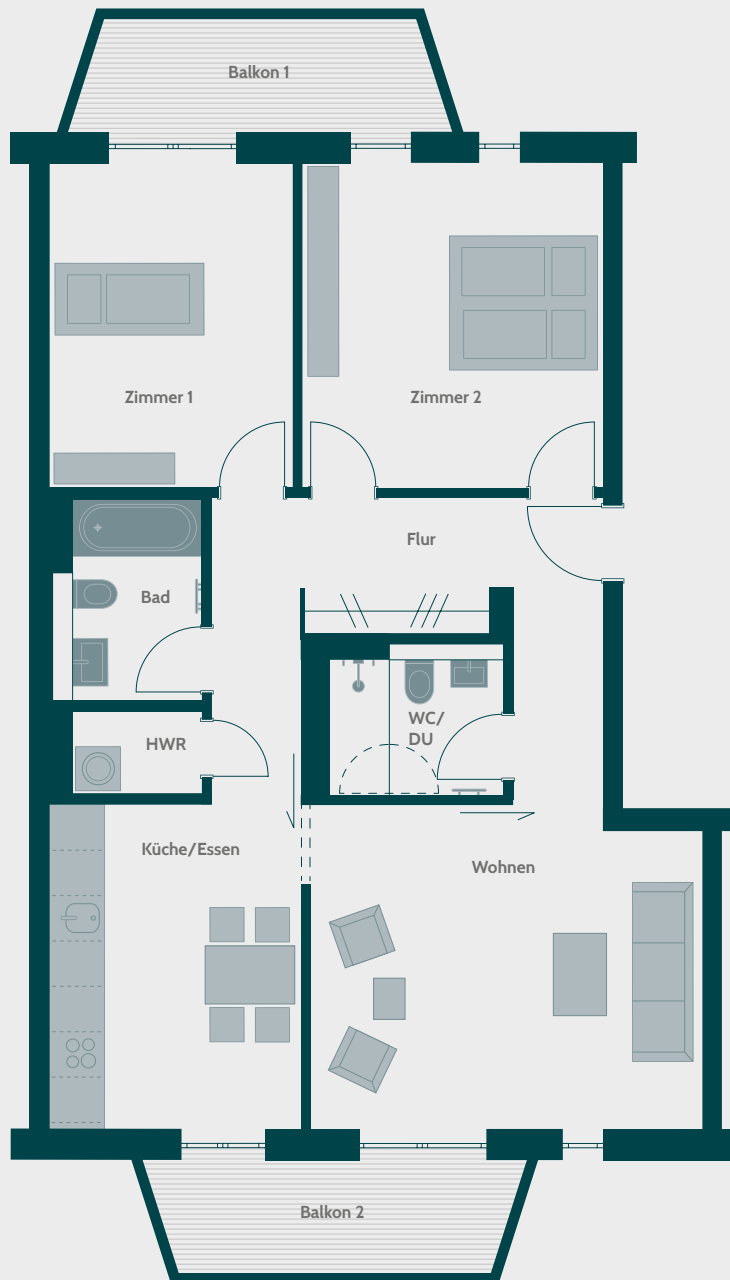 Balkon 1
Zimmer 1
Zimmer 2
Flur
Bad
WC/
DU
HWR
Küche/Essen
Wohnen
Balkon 2